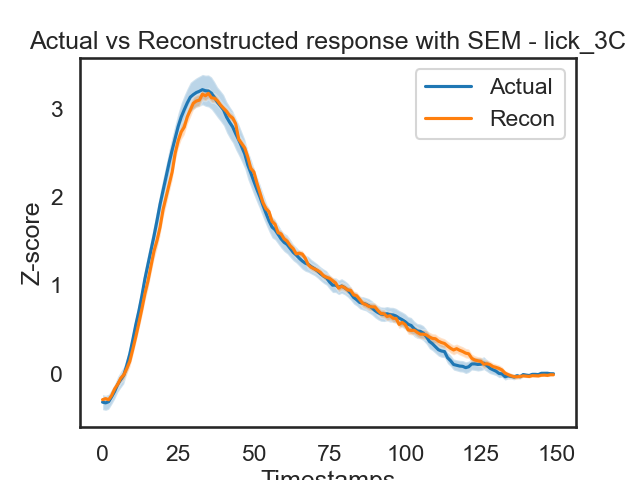 Actual vs Reconstructed response with SEM - lick_3C
Actual
Recon
Z-score
3
2
1
0
0 25 50 75 100 125 150
Timestamps